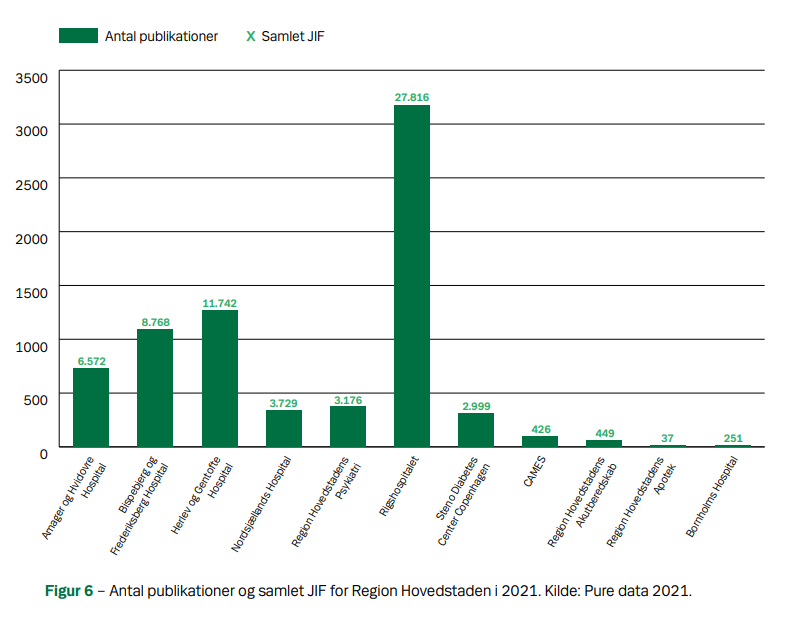 Antal publikationer
X Samlet JIF
3500
3000
2500
2000
1500
1000
500
0
6.572
8.768
11.742
3.729
3.176
27.816
2.999
426
449
37
251
Amager og Hvidovre
Hospital
Bispebjerg og
Frederiksberg Hospital
Herlev og Gentofte
Hospital
Nordsjællands Hospital
Region Hovedstadens
Psykiatri
Rigshospitalet
Steno Diabetes
Center Copenhagen
CAMES
Region Hovedstadens
Akutberedskab
Region Hovedstadens
Apotek
Bornholms Hospital
Figur 6 – Antal publikationer og samlet JIF for Region Hovedstaden i 2021. Kilde: Pure data 2021.